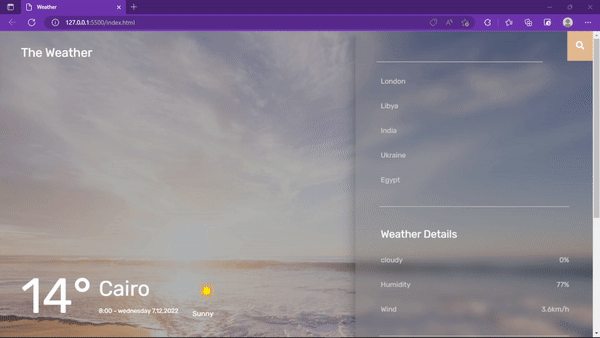 Weather
127.0.0.1:5500/index.html
The Weather
London
Libya
India
Ukraine
Egypt
Weather Details
cloudy 0%
Humidity 77%
Wind 3.6km/h
14° Cairo
8:00 - wednesday 7,12,2022
Sunny